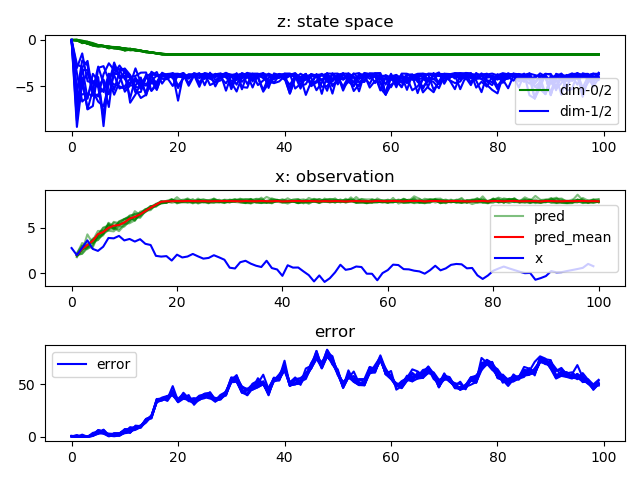 z: state space
0
−5
dim-0/2
dim-1/2
0 20 40 60 80 100
x: observation
5
0
pred
pred_mean
x
0 20 40 60 80 100
error
50
0
error
0 20 40 60 80 100